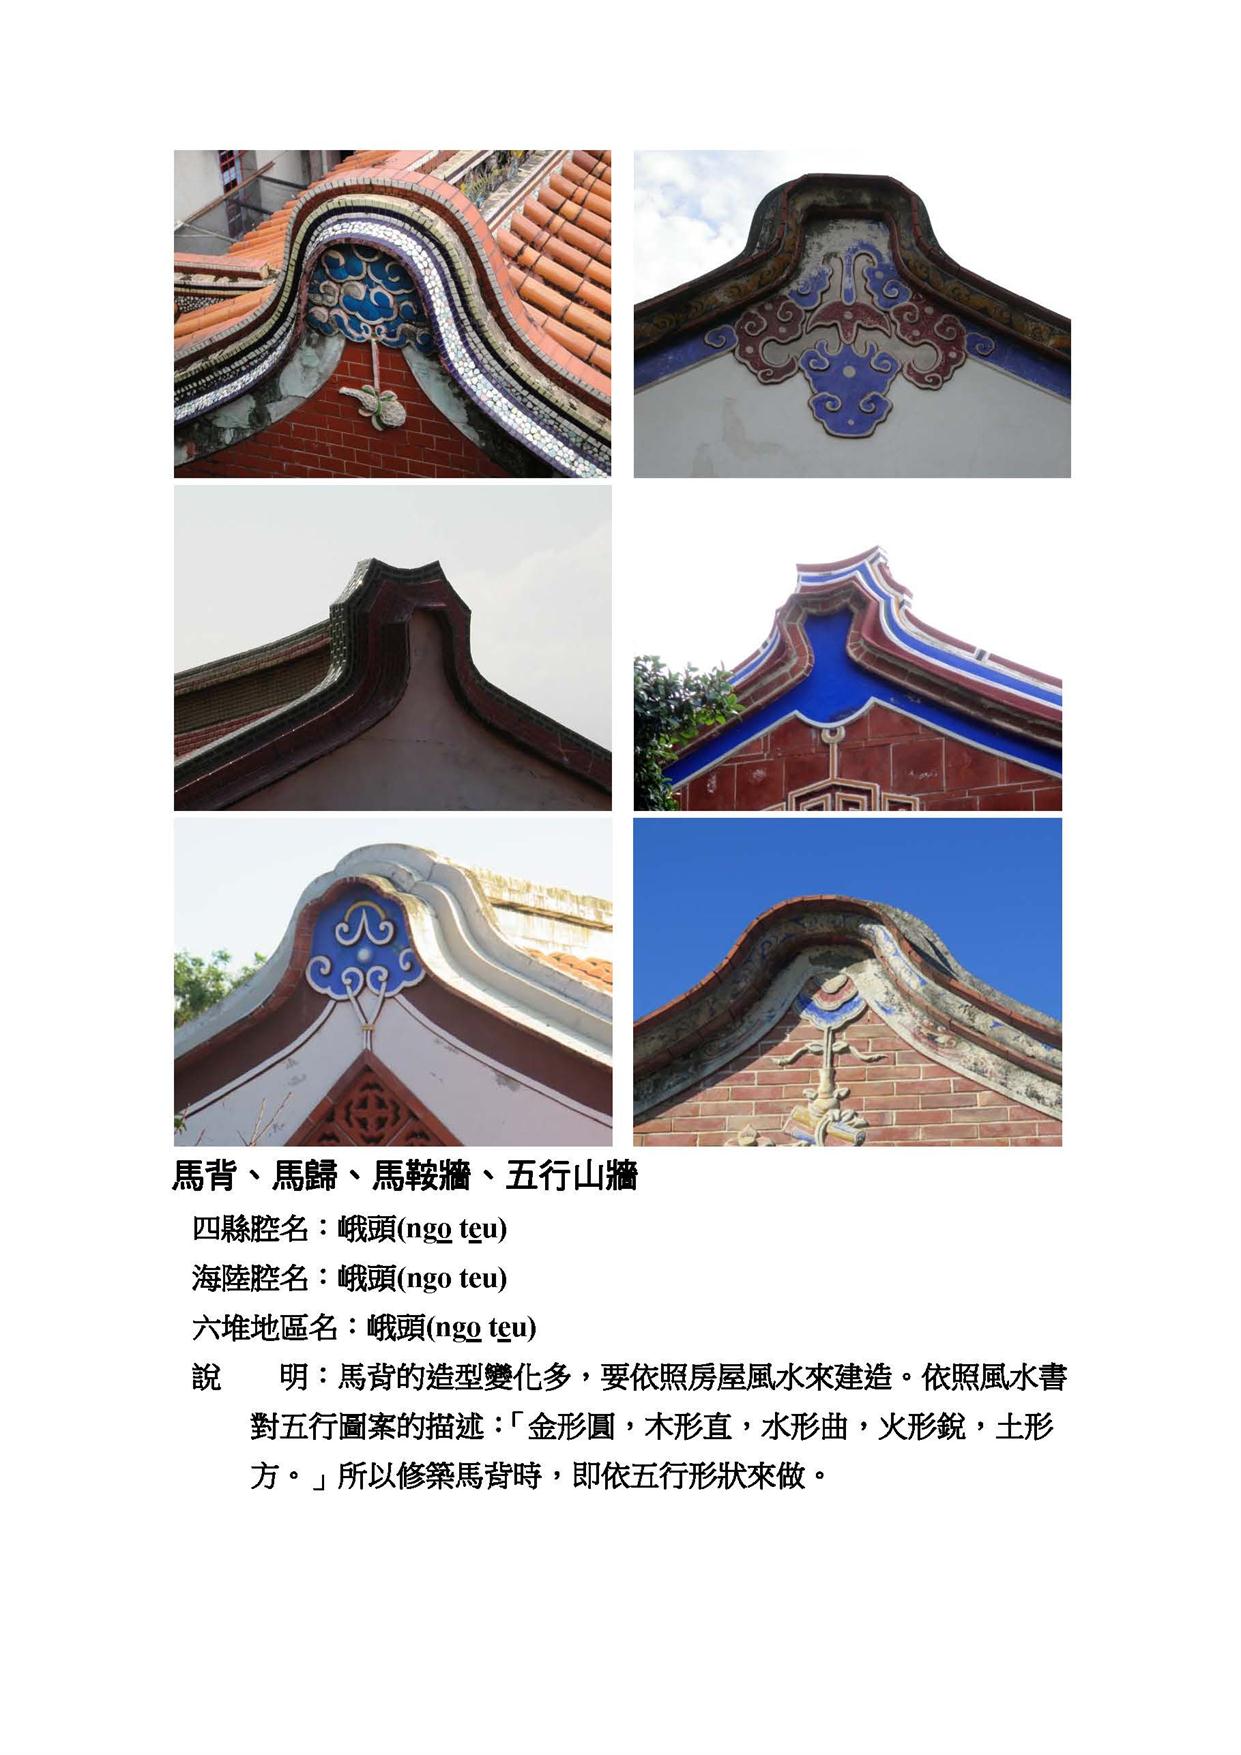 馬背、馬歸、馬鞍牆、五行山牆
四縣腔名：峨頭(ngo teu)
海陸腔名：峨頭(ngo teu)
六堆地區名：峨頭(ngo teu)
說　　明：馬背的造型變化多，要依照房屋風水來建造。依照風水書
對五行圖案的描述：「金形圓，木形直，水形曲，火形銳，土形
方。」所以修築馬背時，即依五行形狀來做。